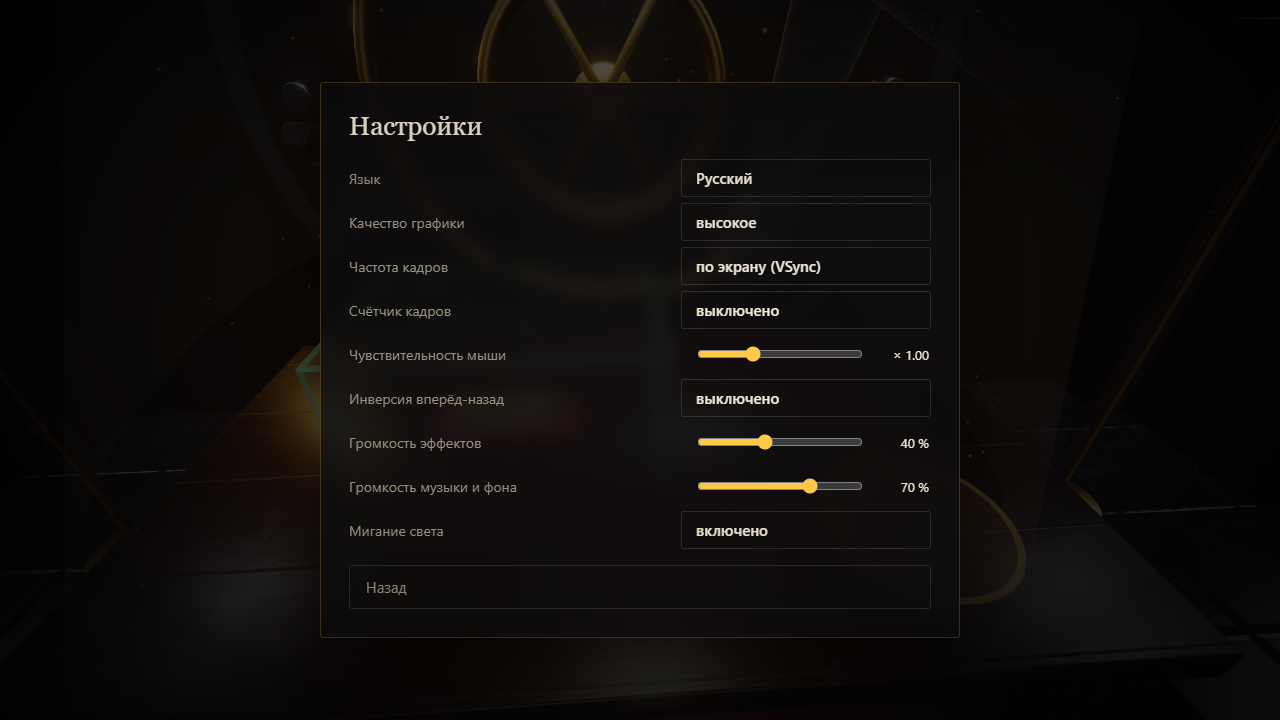 Настройки
Язык Русский
Качество графики высокое
Частота кадров по экрану (VSync)
Счётчик кадров выключено
Чувствительность мыши × 1.00
Инверсия вперёд-назад выключено
Громкость эффектов 40 %
Громкость музыки и фона 70 %
Мигание света включено
Назад